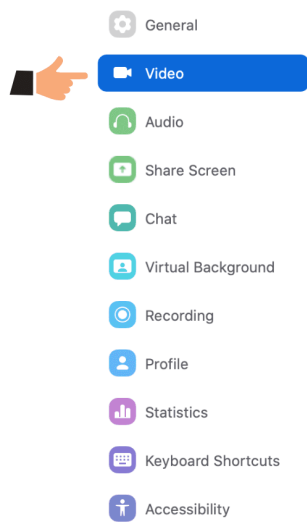 General
Video
Audio
Share Screen
Chat
Virtual Background
Recording
Profile
Statistics
Keyboard Shortcuts
Accessibility